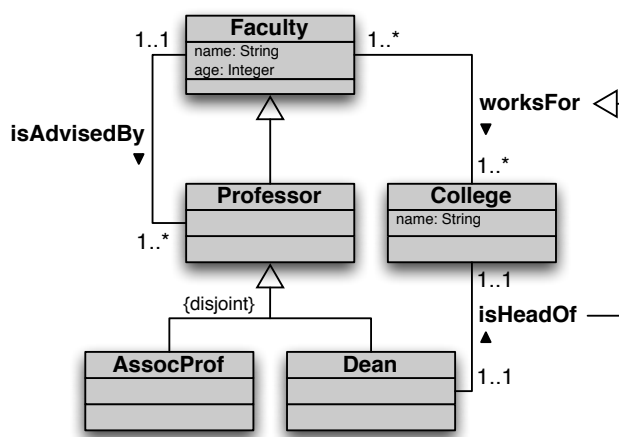 Faculty
name: String
age: Integer
1..1
1..*
isAdvisedBy
worksFor
1..*
1..*
Professor
College
name: String
{disjoint}
1..1
isHeadOf
AssocProf
Dean
1..1